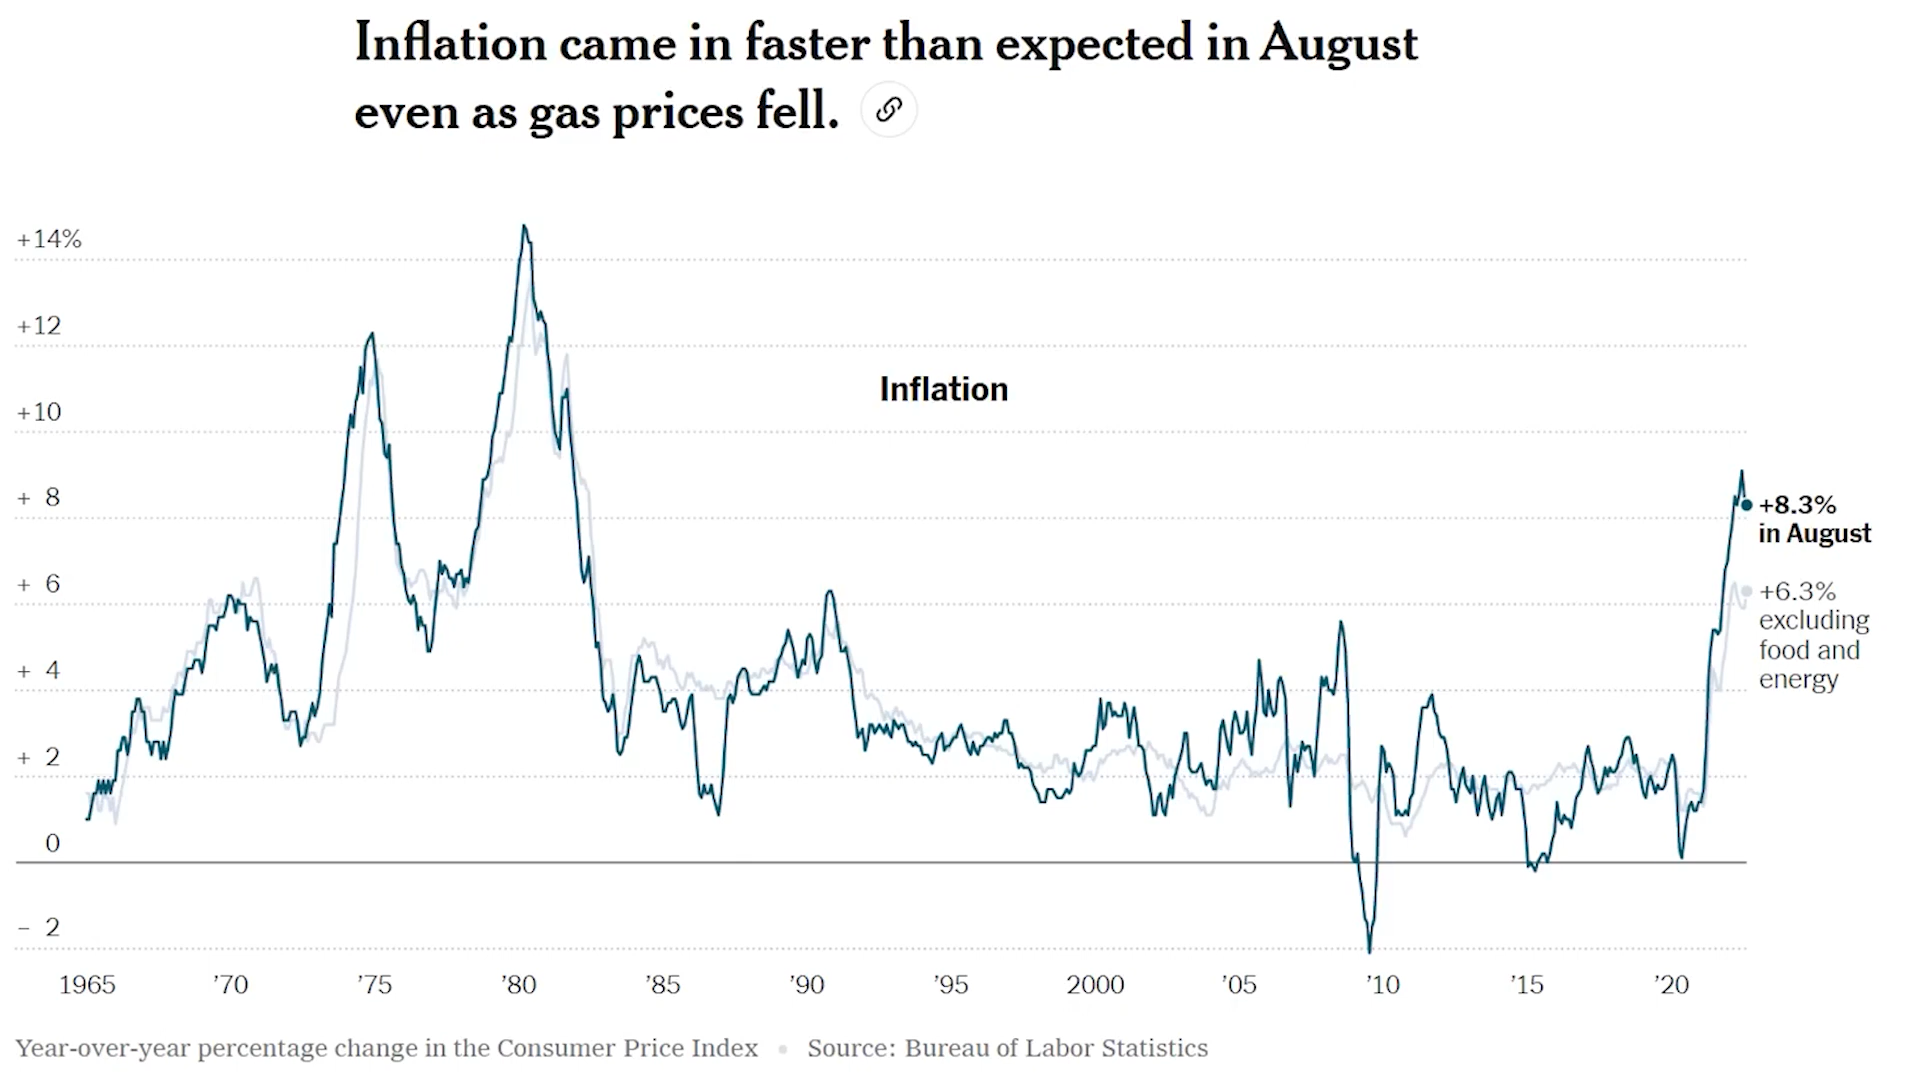 Inflation came in faster than expected in August
even as gas prices fell.
+14%
+12
+10
+ 8
+ 6
+ 4
+ 2
0
– 2
Inflation
+8.3%
in August
+6.3%
excluding
food and
energy
1965 ’70 ’75 ’80 ’85 ’90 ’95 2000 ’05 ’10 ’15 ’20
Year-over-year percentage change in the Consumer Price Index • Source: Bureau of Labor Statistics